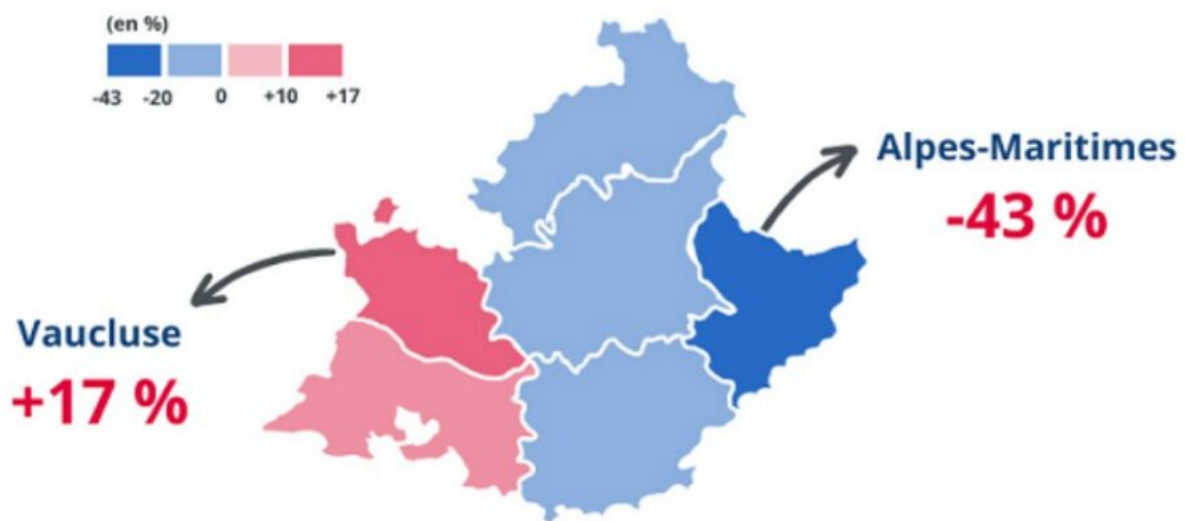 (en %)
-43 -20 0 +10 +17
Alpes-Maritimes
-43 %
Vaucluse
+17 %